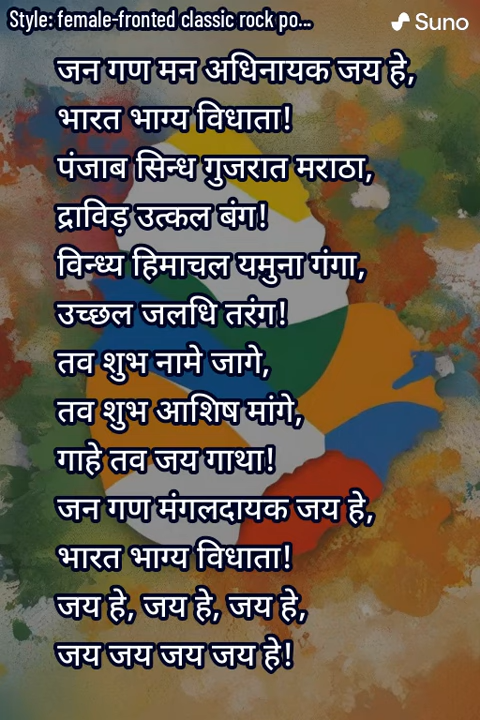 Style: female-fronted classic rock po...
Suno
जन गण मन अधिनायक जय हे,
भारत भाग्य विधाता!
पंजाब सिन्ध गुजरात मराठा,
द्राविड़ उत्कल बंग!
विन्ध्य हिमाचल यमुना गंगा,
उच्छल जलधि तरंग!
तव शुभ नामे जागे,
तव शुभ आशिष मांगे,
गाहे तव जय गाथा!
जन गण मंगलदायक जय हे,
भारत भाग्य विधाता!
जय हे, जय हे, जय हे,
जय जय जय जय हे!